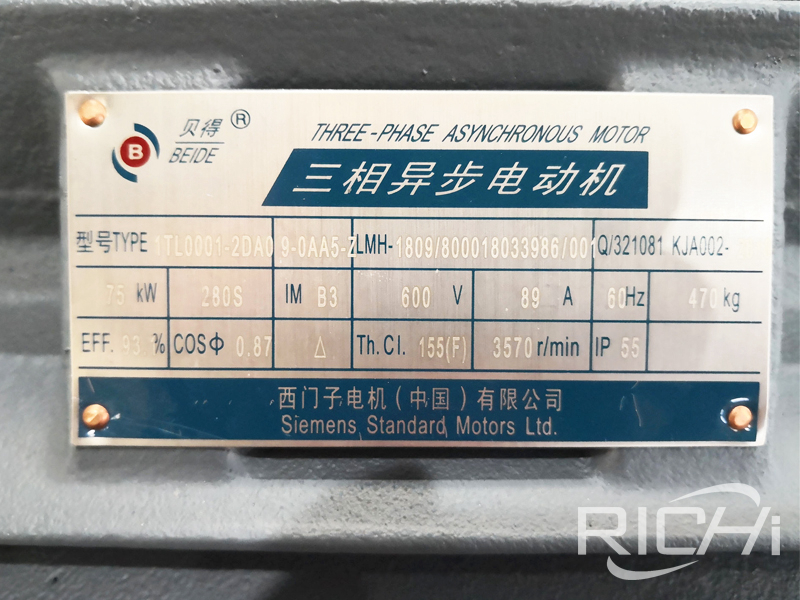 贝得®
BEIDE
B
THREE-PHASE ASYNCHRONOUS MOTOR
三相异步电动机
型号TYPE 1TL0001-2DA09-0AA5-Z LMH-1809/800018033986/001 Q/321081 KJA002-
75 kW 280S IM B3 600 V 89 A 60Hz 470 kg
EFF. % COSΦ 0.87 △ Th.Cl. 155(F) 3570 r/min IP 55
西门子电机(中国)有限公司
Siemens Standard Motors Ltd.
RICHI